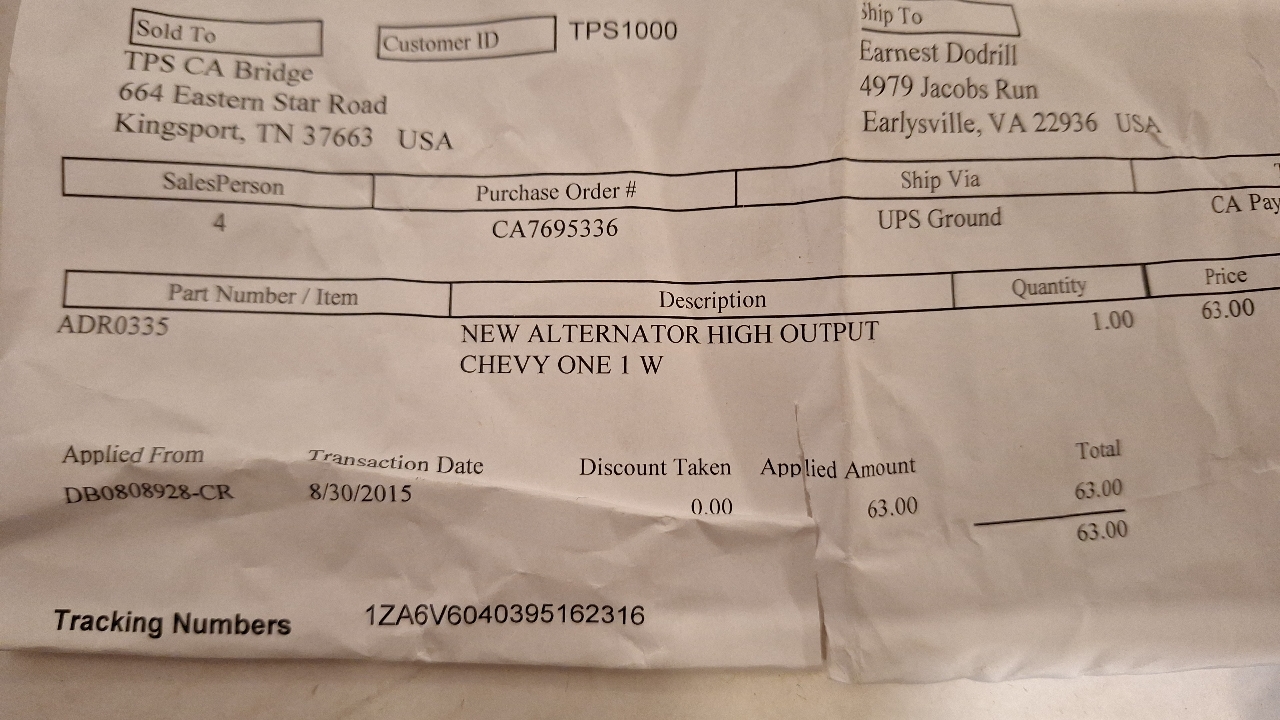 Sold To
Customer ID TPS1000
Ship To
TPS CA Bridge
664 Eastern Star Road
Kingsport, TN 37663 USA
Earnest Dodrill
4979 Jacobs Run
Earlysville, VA 22936 USA
SalesPerson Purchase Order # Ship Via
4 CA7695336 UPS Ground CA Pay
Part Number / Item Description Quantity Price
ADR0335 NEW ALTERNATOR HIGH OUTPUT 1.00 63.00
CHEVY ONE 1 W
Applied From Transaction Date Discount Taken Applied Amount Total
DB0808928-CR 8/30/2015 0.00 63.00 63.00
63.00
Tracking Numbers 1ZA6V6040395162316